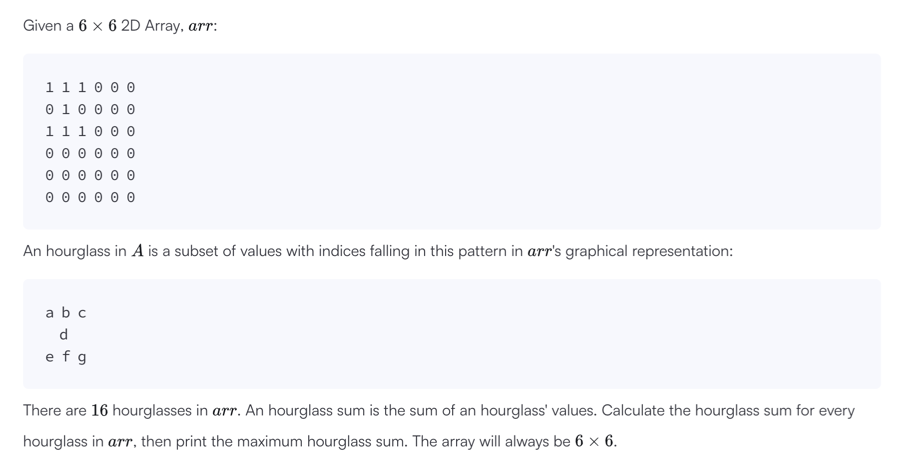 Given a 6 × 6 2D Array, arr:
1 1 1 0 0 0
0 1 0 0 0 0
1 1 1 0 0 0
0 0 0 0 0 0
0 0 0 0 0 0
0 0 0 0 0 0
An hourglass in A is a subset of values with indices falling in this pattern in arr's graphical representation:
a b c
  d
e f g
There are 16 hourglasses in arr. An hourglass sum is the sum of an hourglass' values. Calculate the hourglass sum for every
hourglass in arr, then print the maximum hourglass sum. The array will always be 6 × 6.